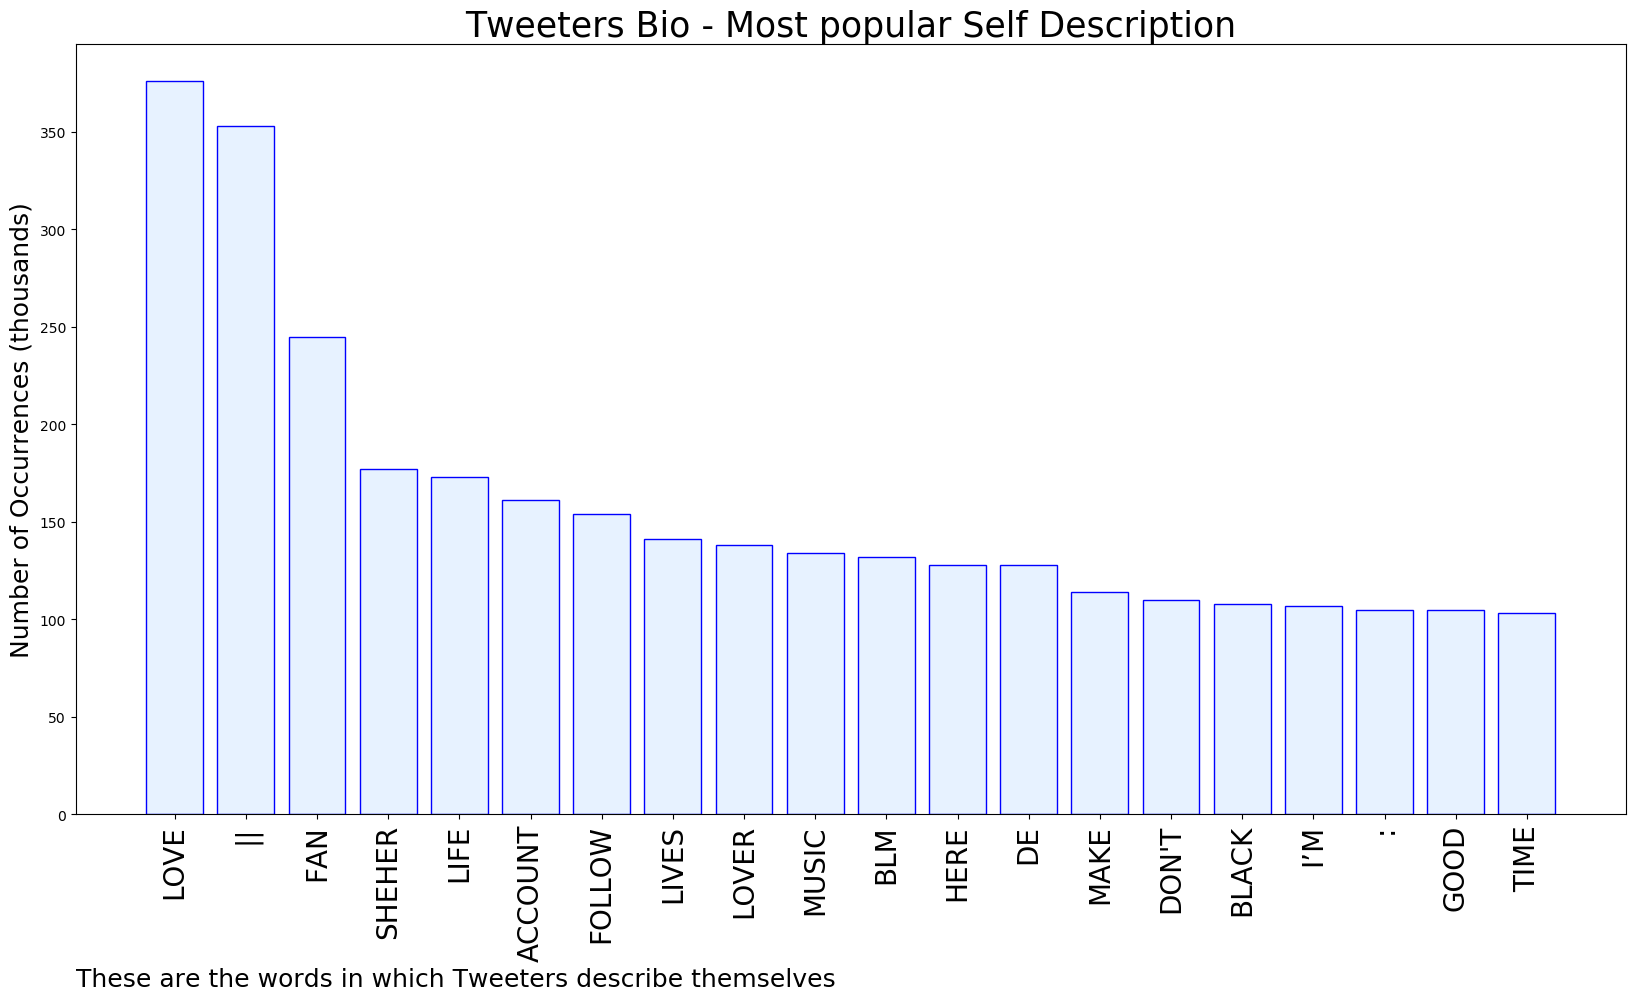 Tweeters Bio - Most popular Self Description
Number of Occurrences (thousands)
350
300
250
200
150
100
50
0
LOVE
||
FAN
SHEHER
LIFE
ACCOUNT
FOLLOW
LIVES
LOVER
MUSIC
BLM
HERE
DE
MAKE
DON'T
BLACK
I’M
:
GOOD
TIME
These are the words in which Tweeters describe themselves